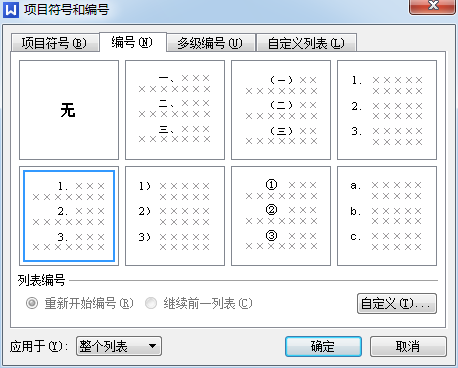 项目符号和编号
项目符号(B) 编号(N) 多级编号(U) 自定义列表(L)
无
一、×××
×××××××
二、×××
×××××××
三、×××
×××××××
(一)××
×××××××
(二)××
×××××××
(三)××
×××××××
1. ×××××
×××××
2. ×××××
×××××
3. ×××××
×××××
1. ×××
×××××××
2. ×××
×××××××
3. ×××
×××××××
1) ×××××
×××××
2) ×××××
×××××
3) ×××××
×××××
① ×××
×××××××
② ×××
×××××××
③ ×××
×××××××
a. ×××××
×××××
b. ×××××
×××××
c. ×××××
×××××
列表编号
重新开始编号(R) 继续前一列表(C) 自定义(T)...
应用于(Y): 整个列表 确定 取消